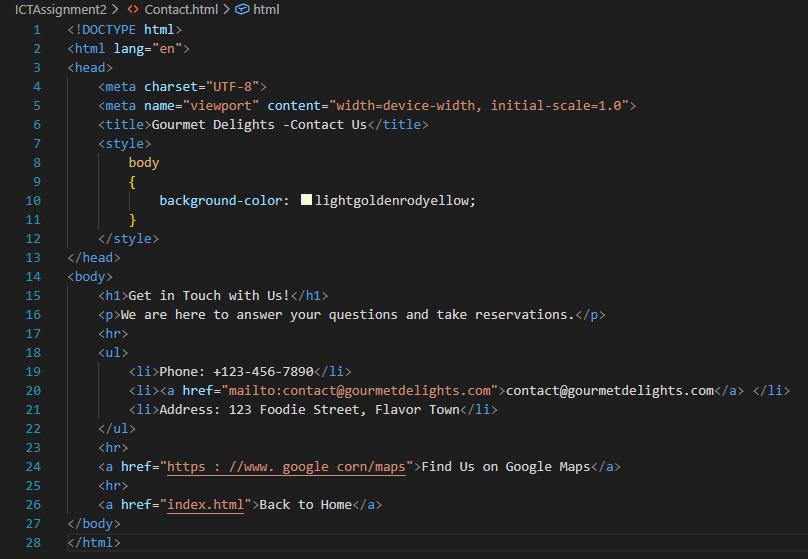 ICTAssignment2 > <> Contact.html > html
1 <!DOCTYPE html>
2 <html lang="en">
3 <head>
4     <meta charset="UTF-8">
5     <meta name="viewport" content="width=device-width, initial-scale=1.0">
6     <title>Gourmet Delights -Contact Us</title>
7     <style>
8         body
9         {
10             background-color: lightgoldenrodyellow;
11         }
12     </style>
13 </head>
14 <body>
15     <h1>Get in Touch with Us!</h1>
16     <p>We are here to answer your questions and take reservations.</p>
17     <hr>
18     <ul>
19         <li>Phone: +123-456-7890</li>
20         <li><a href="mailto:contact@gourmetdelights.com">contact@gourmetdelights.com</a> </li>
21         <li>Address: 123 Foodie Street, Flavor Town</li>
22     </ul>
23     <hr>
24     <a href="https : //www. google corn/maps">Find Us on Google Maps</a>
25     <hr>
26     <a href="index.html">Back to Home</a>
27 </body>
28 </html>